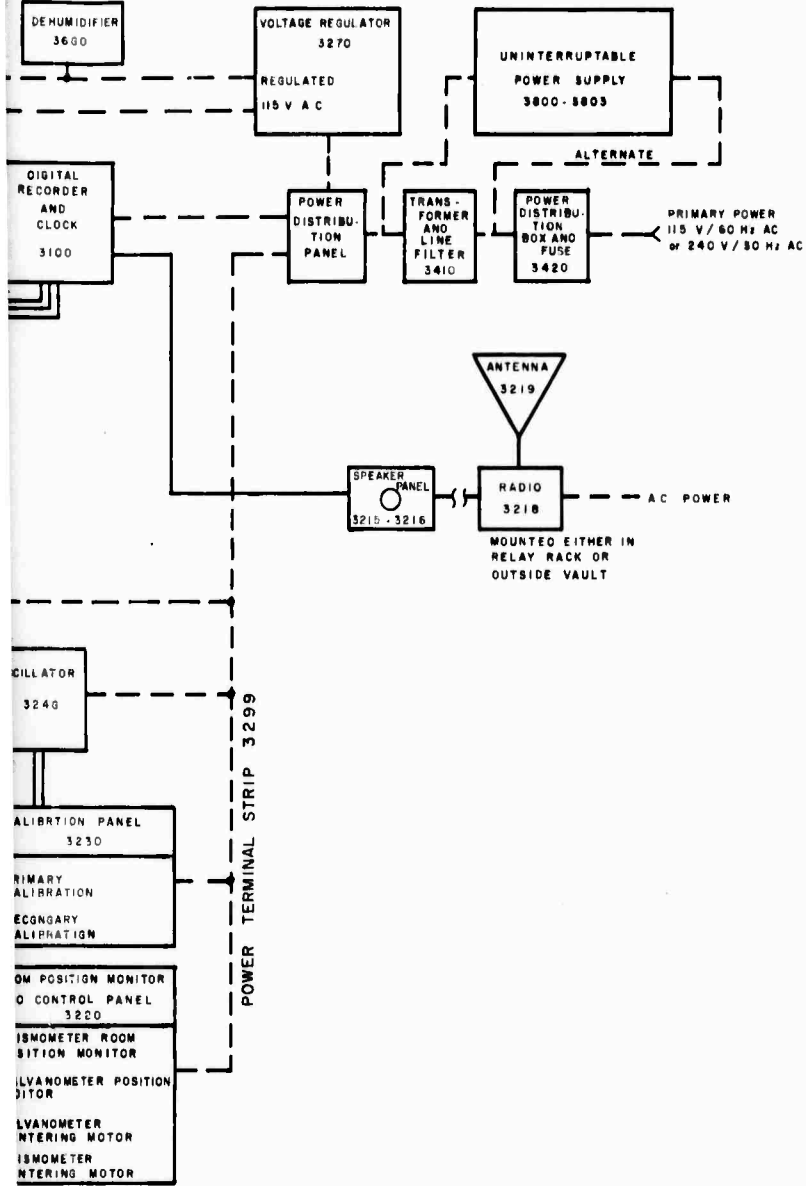 DEHUMIDIFIER
3600
VOLTAGE REGULATOR
3270
REGULATED
115 V A C
UNINTERRUPTABLE
POWER SUPPLY
3800 - 3803
ALTERNATE
DIGITAL
RECORDER
AND
CLOCK
3100
POWER
DISTRIBU-
TION
PANEL
TRANS-
FORMER
AND
LINE
FILTER
3410
POWER
DISTRIBU-
TION
BOX AND
FUSE
3420
PRIMARY POWER
115 V / 60 Hz AC
or 240 V / 50 Hz AC
ANTENNA
3219
SPEAKER
PANEL
3215 - 3216
RADIO
3218
AC POWER
MOUNTED EITHER IN
RELAY RACK OR
OUTSIDE VAULT
CILLATOR
3240
POWER TERMINAL STRIP 3299
ALIBRTION PANEL
3230
RIMARY
ALIBRATION
ECONDARY
ALIBRATION
OM POSITION MONITOR
O CONTROL PANEL
3220
ISMOMETER ROOM
SITION MONITOR
LVANOMETER POSITION
ITOR
LVANOMETER
NTERING MOTOR
ISMOMETER
NTERING MOTOR